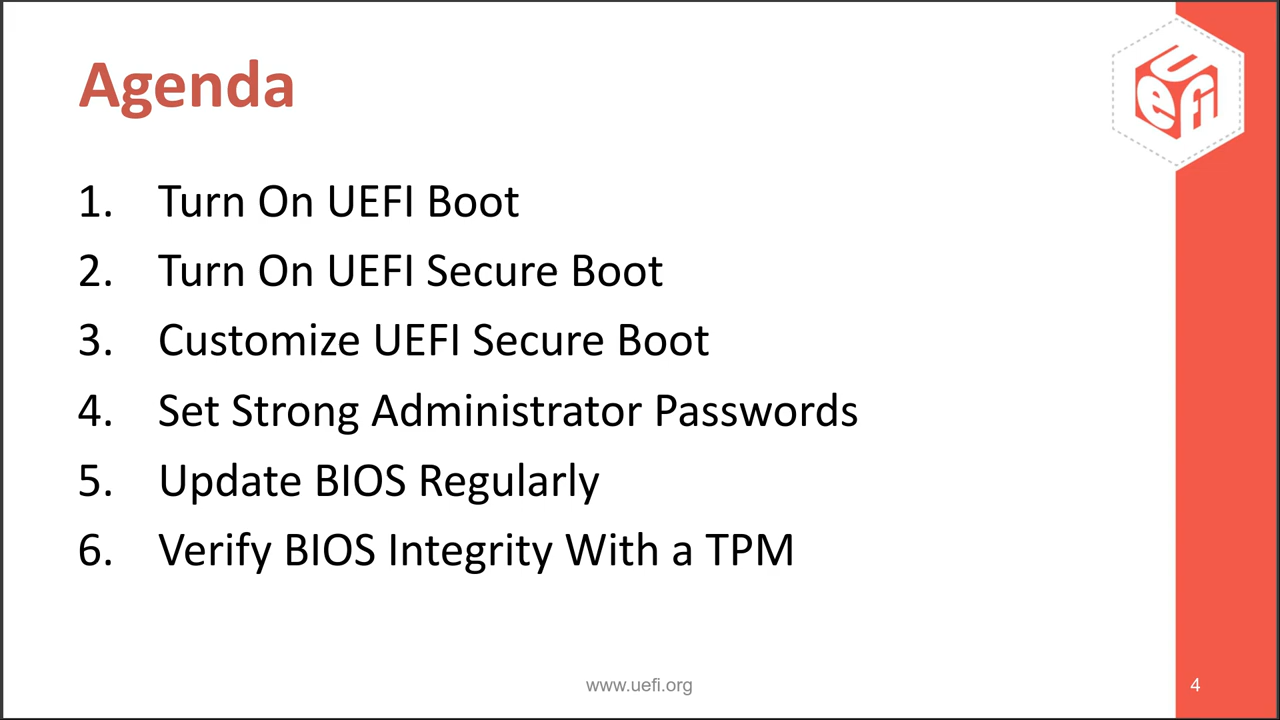 Agenda
uefi
1. Turn On UEFI Boot
2. Turn On UEFI Secure Boot
3. Customize UEFI Secure Boot
4. Set Strong Administrator Passwords
5. Update BIOS Regularly
6. Verify BIOS Integrity With a TPM
www.uefi.org
4